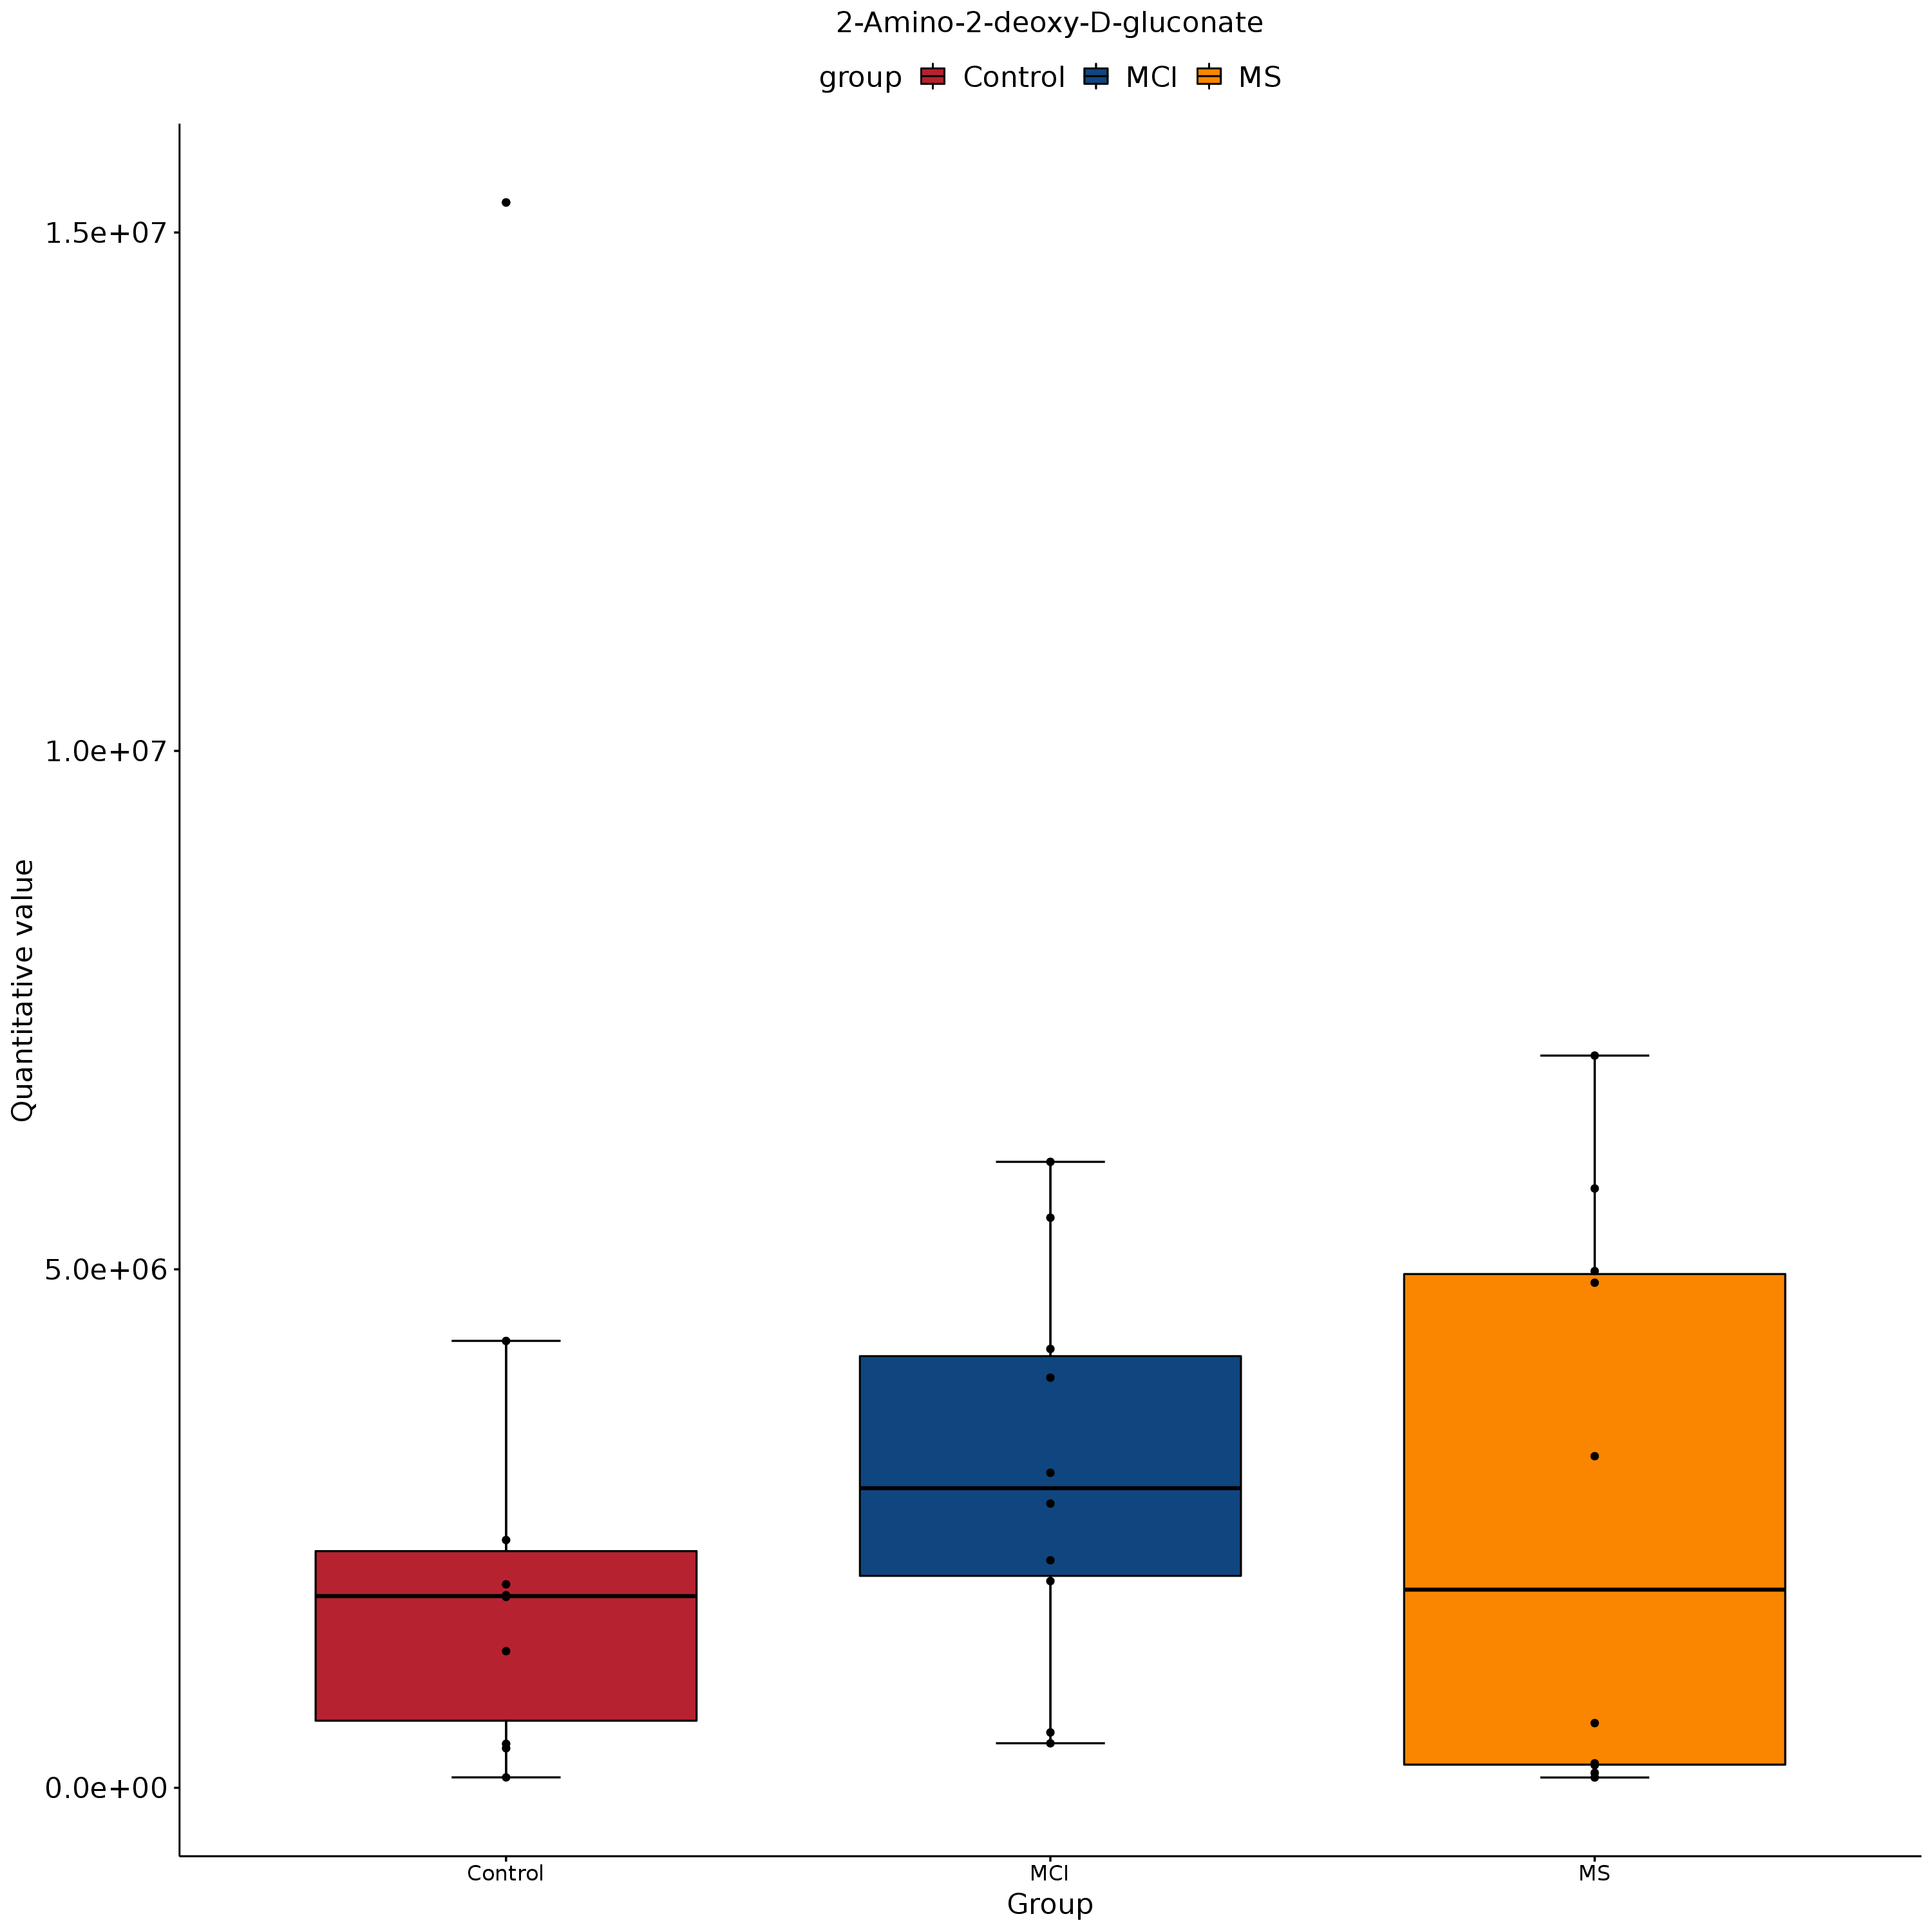 2-Amino-2-deoxy-D-gluconate
group Control MCI MS
1.5e+07
1.0e+07
5.0e+06
0.0e+00
Quantitative value
Control MCI MS
Group